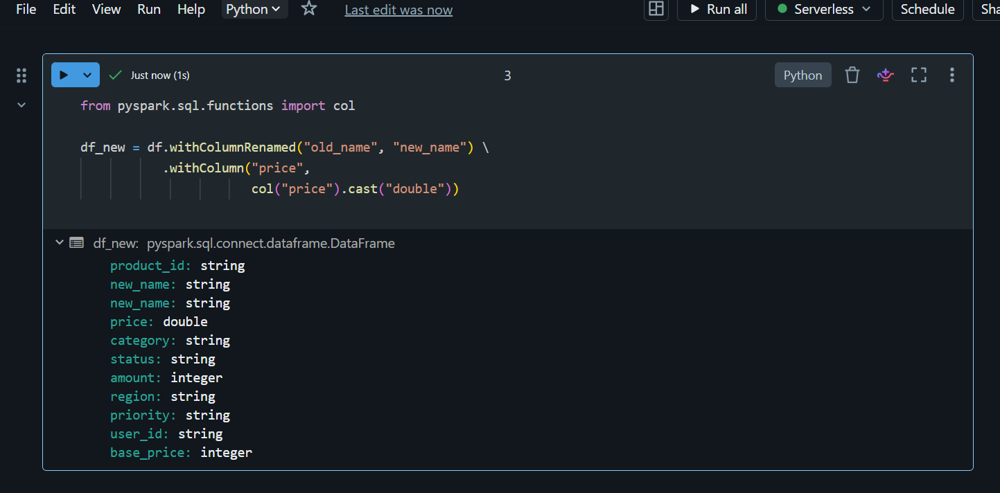 File Edit View Run Help Python Last edit was now Run all Serverless Schedule Sha
Just now (1s) 3 Python
from pyspark.sql.functions import col
df_new = df.withColumnRenamed("old_name", "new_name") \
.withColumn("price",
col("price").cast("double"))
df_new: pyspark.sql.connect.dataframe.DataFrame
product_id: string
new_name: string
new_name: string
price: double
category: string
status: string
amount: integer
region: string
priority: string
user_id: string
base_price: integer